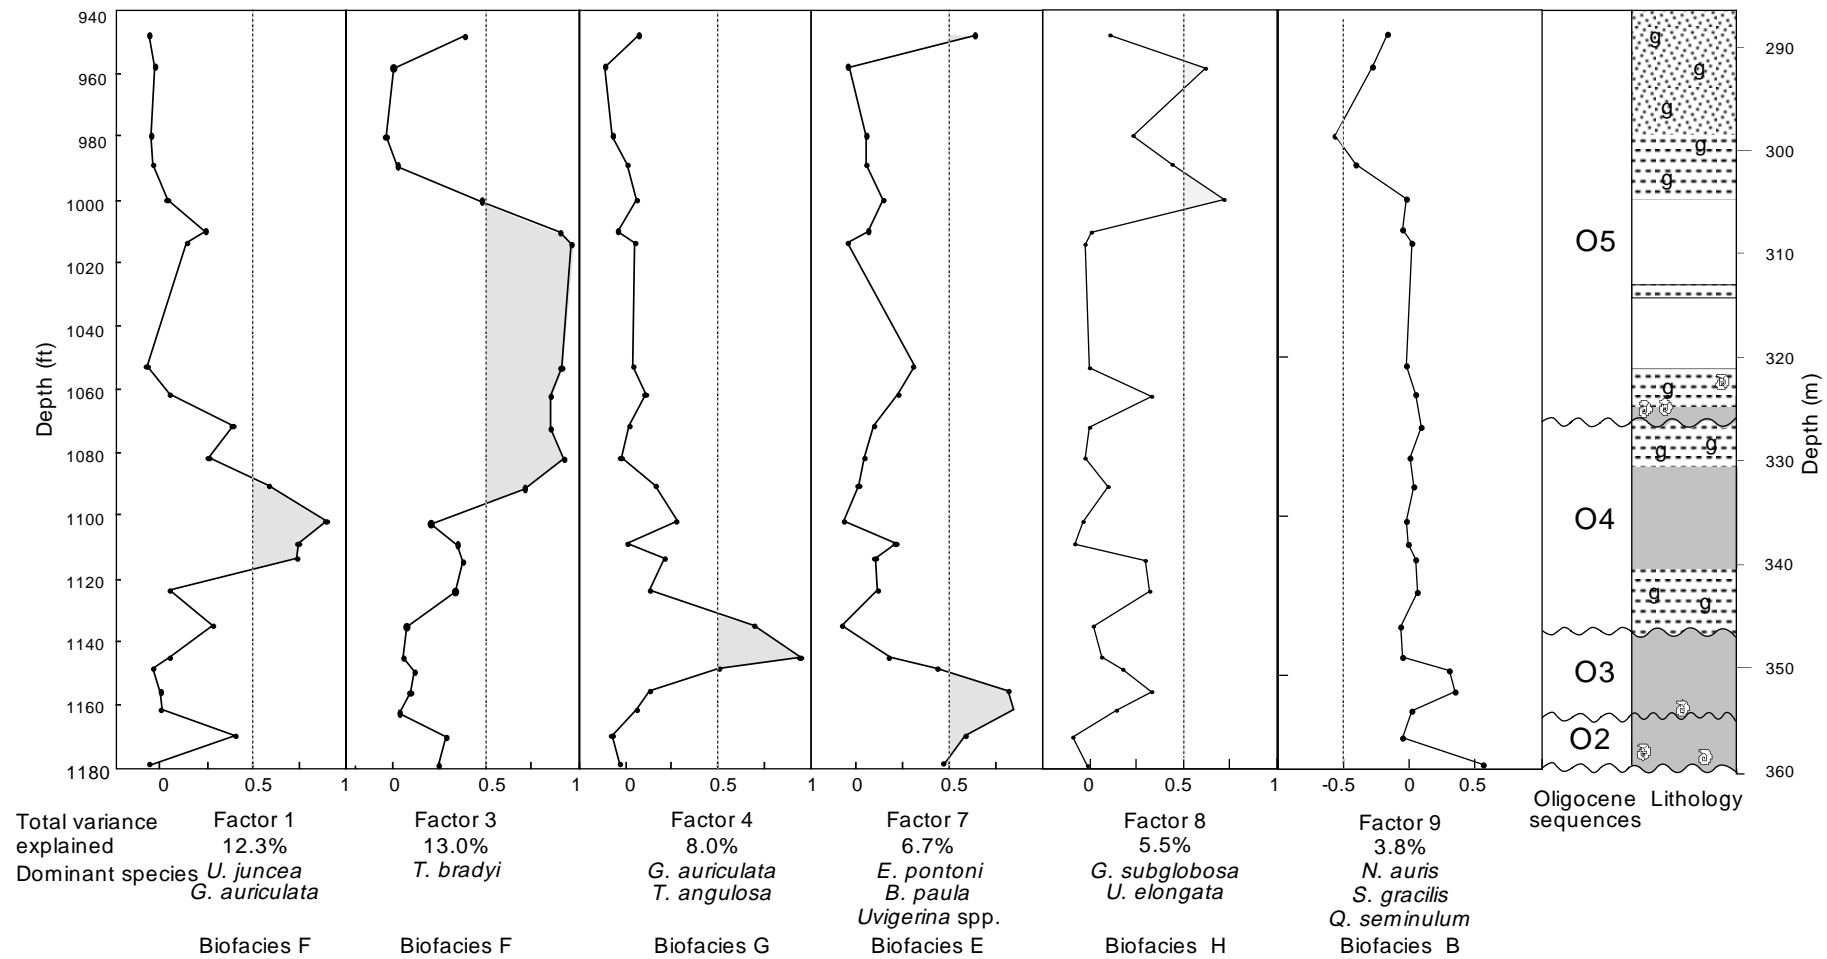 940
960
980
1000
1020
1040
1060
1080
1100
1120
1140
1160
1180
Depth (ft)
0 0.5 1
0 0.5 1
0 0.5 1
0 0.5 1
0 0.5 1
-0.5 0 0.5
O5
O4
O3
O2
g
g
g
g
g
g
g
g
g
g
290
300
310
320
330
340
350
360
Depth (m)
Oligocene sequences
Lithology
Total variance explained
Dominant species
Factor 1
12.3%
U. juncea
G. auriculata
Biofacies F
Factor 3
13.0%
T. bradyi
Biofacies F
Factor 4
8.0%
G. auriculata
T. angulosa
Biofacies G
Factor 7
6.7%
E. pontoni
B. paula
Uvigerina spp.
Biofacies E
Factor 8
5.5%
G. subglobosa
U. elongata
Biofacies H
Factor 9
3.8%
N. auris
S. gracilis
Q. seminulum
Biofacies B